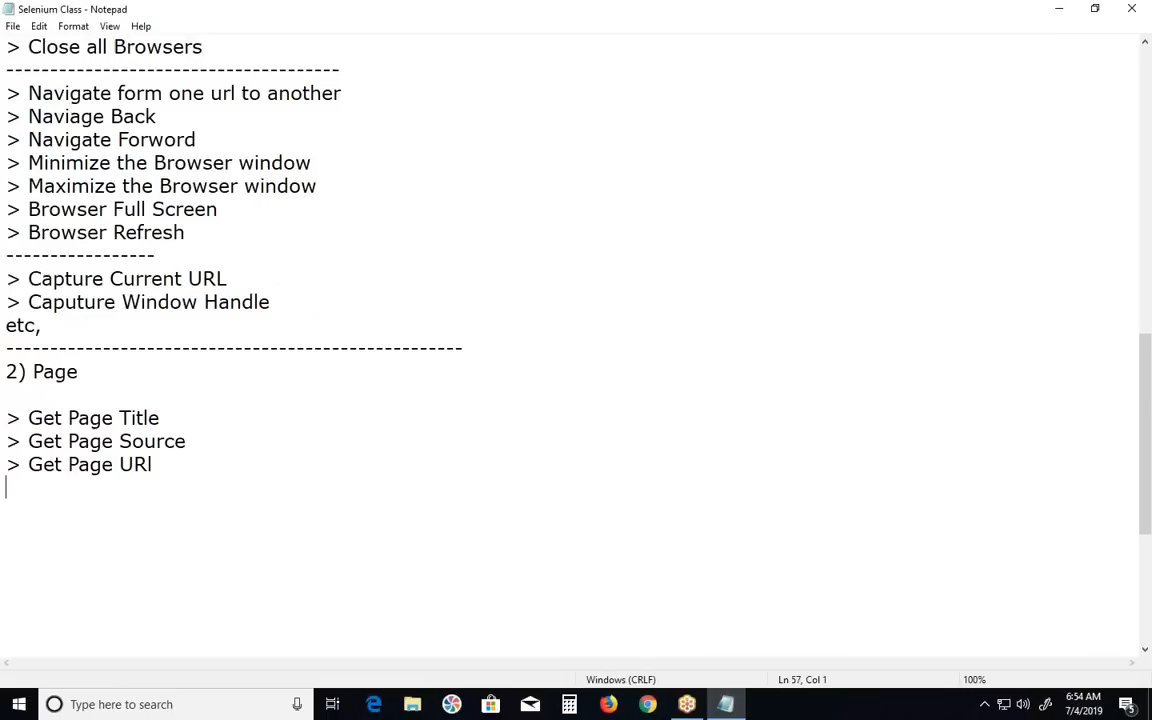 Selenium Class - Notepad
File Edit Format View Help
> Close all Browsers
--------------------------------------
> Navigate form one url to another
> Naviage Back
> Navigate Forword
> Minimize the Browser window
> Maximize the Browser window
> Browser Full Screen
> Browser Refresh
-----------------
> Capture Current URL
> Caputure Window Handle
etc,
----------------------------------------------------
2) Page
> Get Page Title
> Get Page Source
> Get Page URl
Windows (CRLF) Ln 57, Col 1 100%
Type here to search
6:54 AM
7/4/2019
5